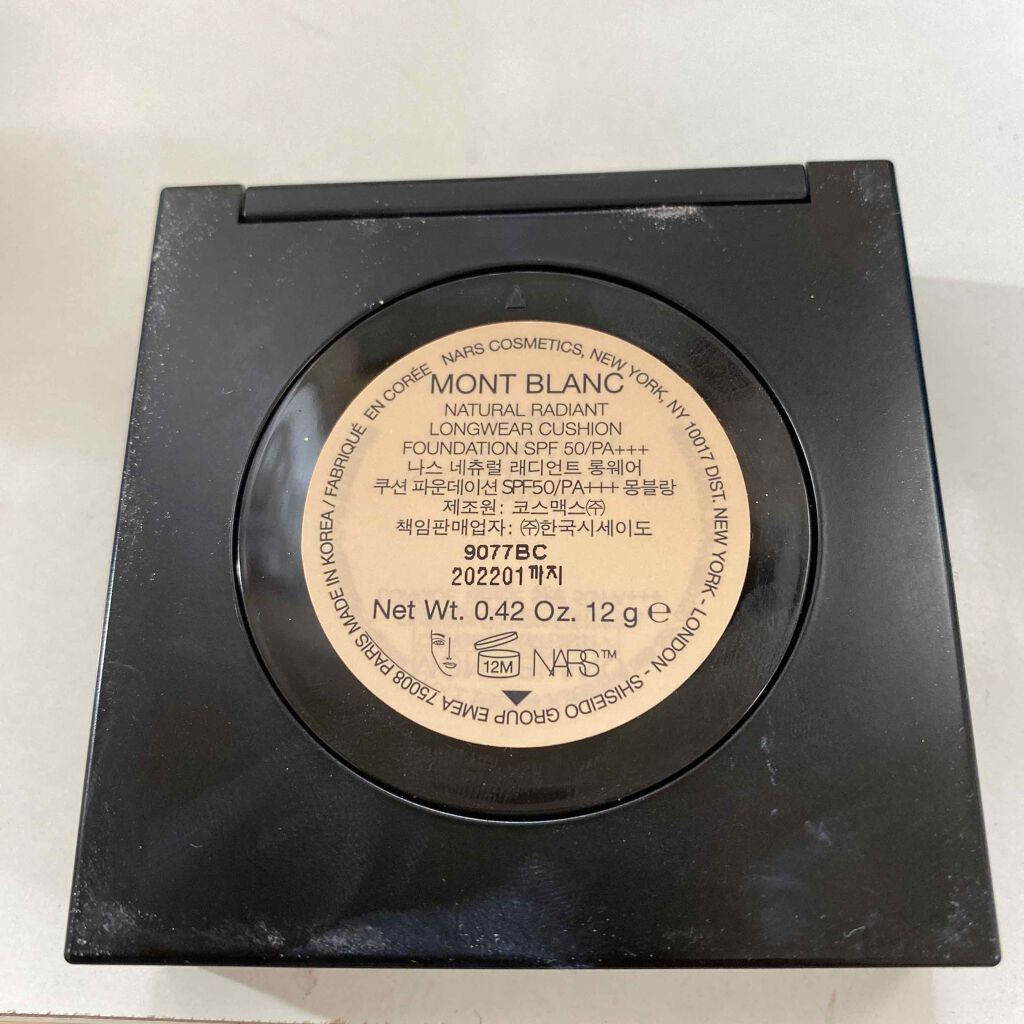 NARS COSMETICS, NEW YORK, NY 10017 DIST. NEW YORK - LONDON - SHISEIDO GROUP EMEA 75008 PARIS MADE IN KOREA / FABRIQUÉ EN CORÉE
MONT BLANC
NATURAL RADIANT
LONGWEAR CUSHION
FOUNDATION SPF 50/PA+++
나스 네츄럴 래디언트 롱웨어
쿠션 파운데이션 SPF50/PA+++ 몽블랑
제조원: 코스맥스㈜
책임판매업자: ㈜한국시세이도
9077BC
202201까지
Net Wt. 0.42 Oz. 12 g ℮
12M NARS™